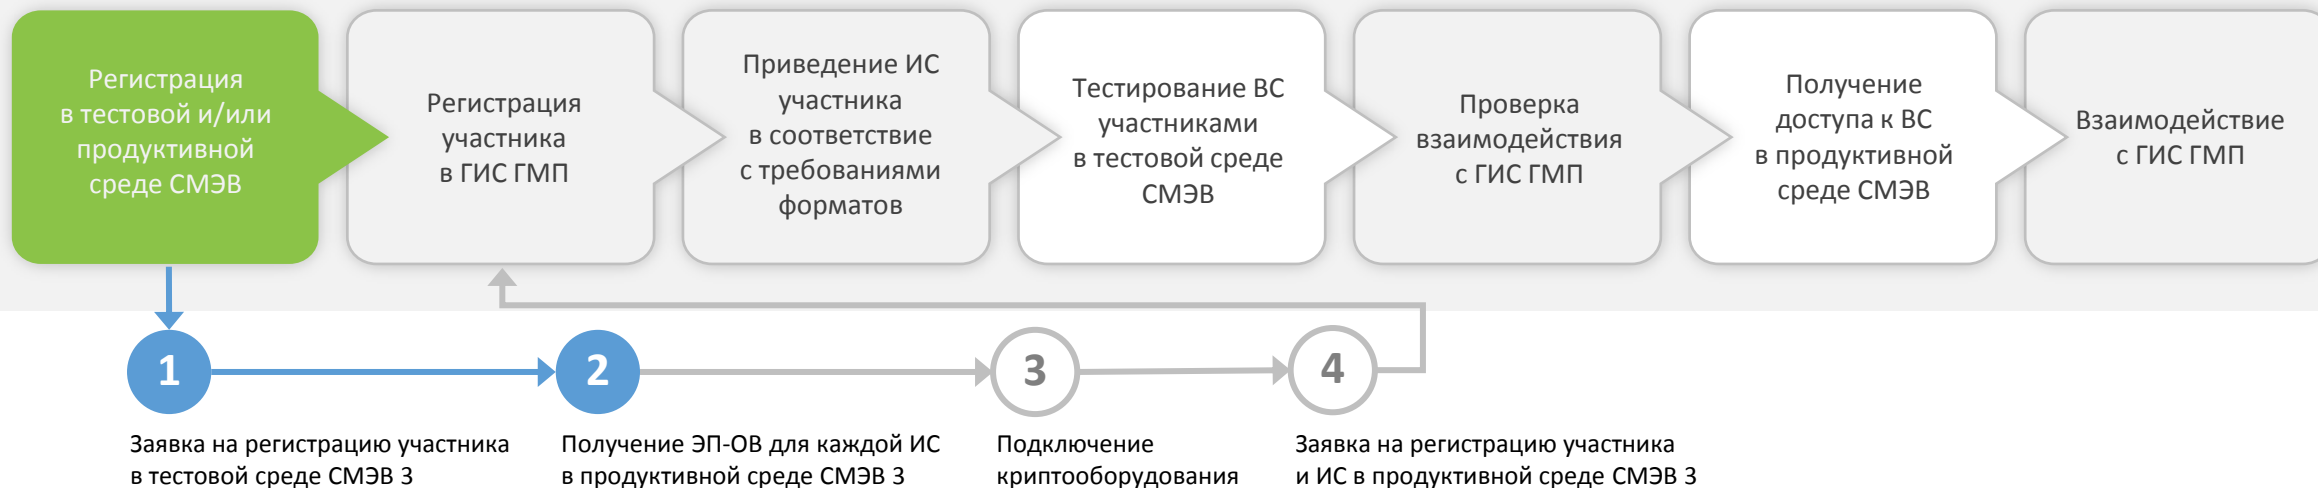 Регистрация
в тестовой и/или
продуктивной
среде СМЭВ
Регистрация
участника
в ГИС ГМП
Приведение ИС
участника
в соответствие
с требованиями
форматов
Тестирование ВС
участниками
в тестовой среде
СМЭВ
Проверка
взаимодействия
с ГИС ГМП
Получение
доступа к ВС
в продуктивной
среде СМЭВ
Взаимодействие
с ГИС ГМП
1
2
3
4
Заявка на регистрацию участника
в тестовой среде СМЭВ 3
Получение ЭП-ОВ для каждой ИС
в продуктивной среде СМЭВ 3
Подключение
криптооборудования
Заявка на регистрацию участника
и ИС в продуктивной среде СМЭВ 3